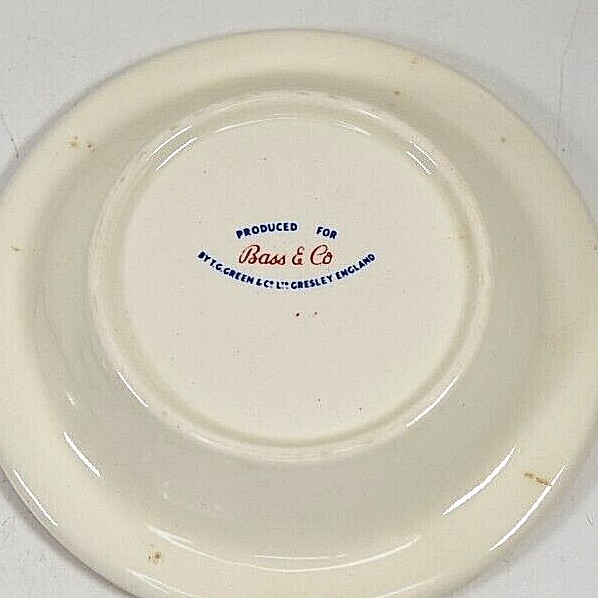 PRODUCED FOR
Bass & Co
BY T.G. GREEN & Cº Lᵀᴰ GRESLEY ENGLAND